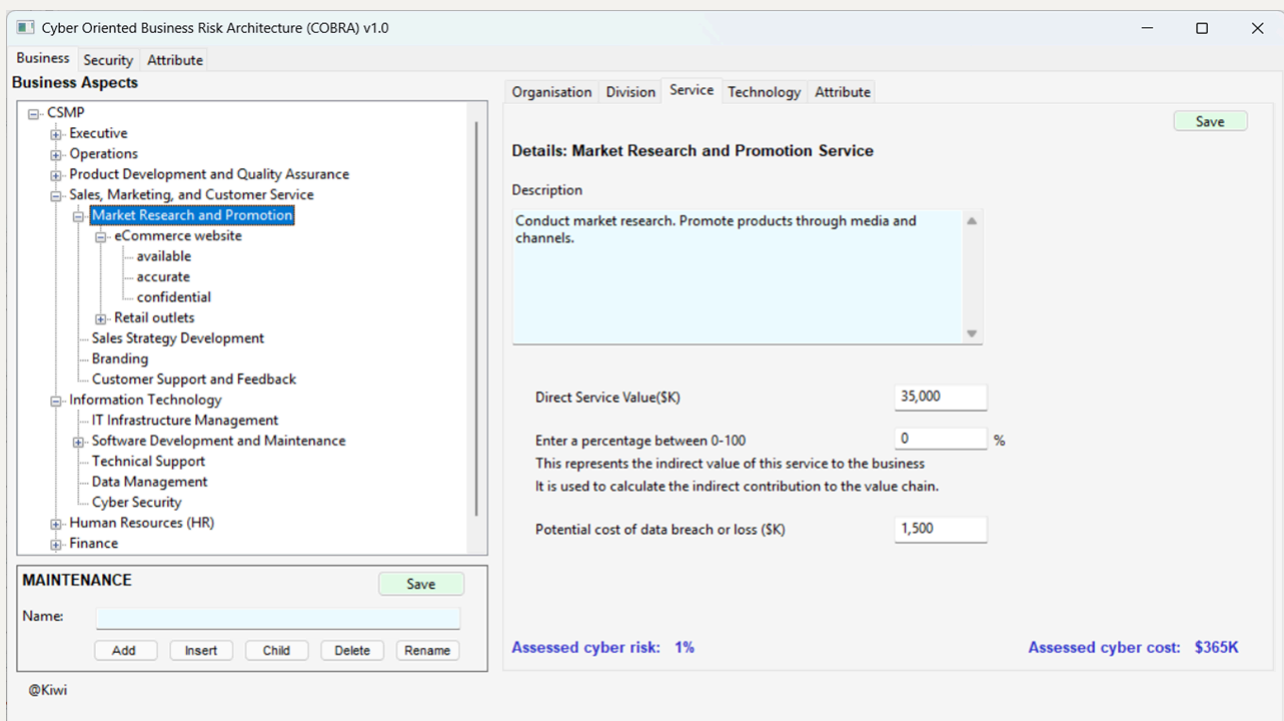 Cyber Oriented Business Risk Architecture (COBRA) v1.0
Business Security Attribute
Business Aspects
CSMP
Executive
Operations
Product Development and Quality Assurance
Sales, Marketing, and Customer Service
Market Research and Promotion
eCommerce website
available
accurate
confidential
Retail outlets
Sales Strategy Development
Branding
Customer Support and Feedback
Information Technology
IT Infrastructure Management
Software Development and Maintenance
Technical Support
Data Management
Cyber Security
Human Resources (HR)
Finance
MAINTENANCE
Save
Name:
Add Insert Child Delete Rename
@Kiwi
Organisation Division Service Technology Attribute
Save
Details: Market Research and Promotion Service
Description
Conduct market research. Promote products through media and
channels.
Direct Service Value($K) 35,000
Enter a percentage between 0-100 0 %
This represents the indirect value of this service to the business
It is used to calculate the indirect contribution to the value chain.
Potential cost of data breach or loss ($K) 1,500
Assessed cyber risk: 1% Assessed cyber cost: $365K